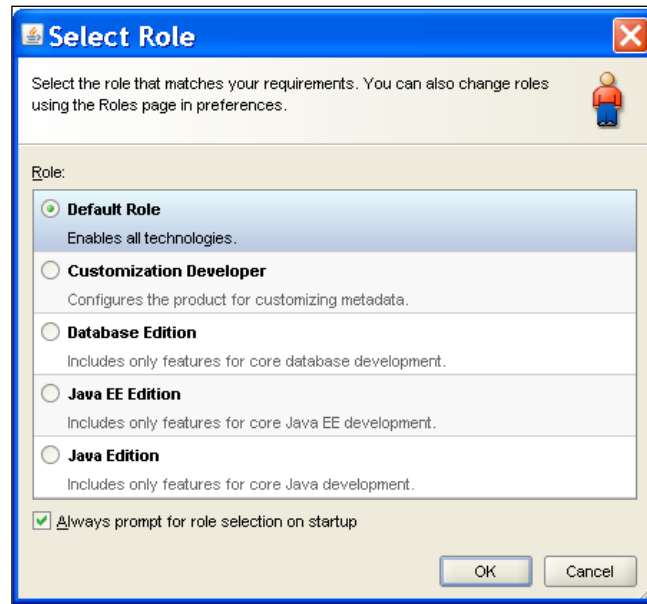 Select Role
Select the role that matches your requirements. You can also change roles
using the Roles page in preferences.
Role:
Default Role
Enables all technologies.
Customization Developer
Configures the product for customizing metadata.
Database Edition
Includes only features for core database development.
Java EE Edition
Includes only features for core Java EE development.
Java Edition
Includes only features for core Java development.
Always prompt for role selection on startup
OK
Cancel